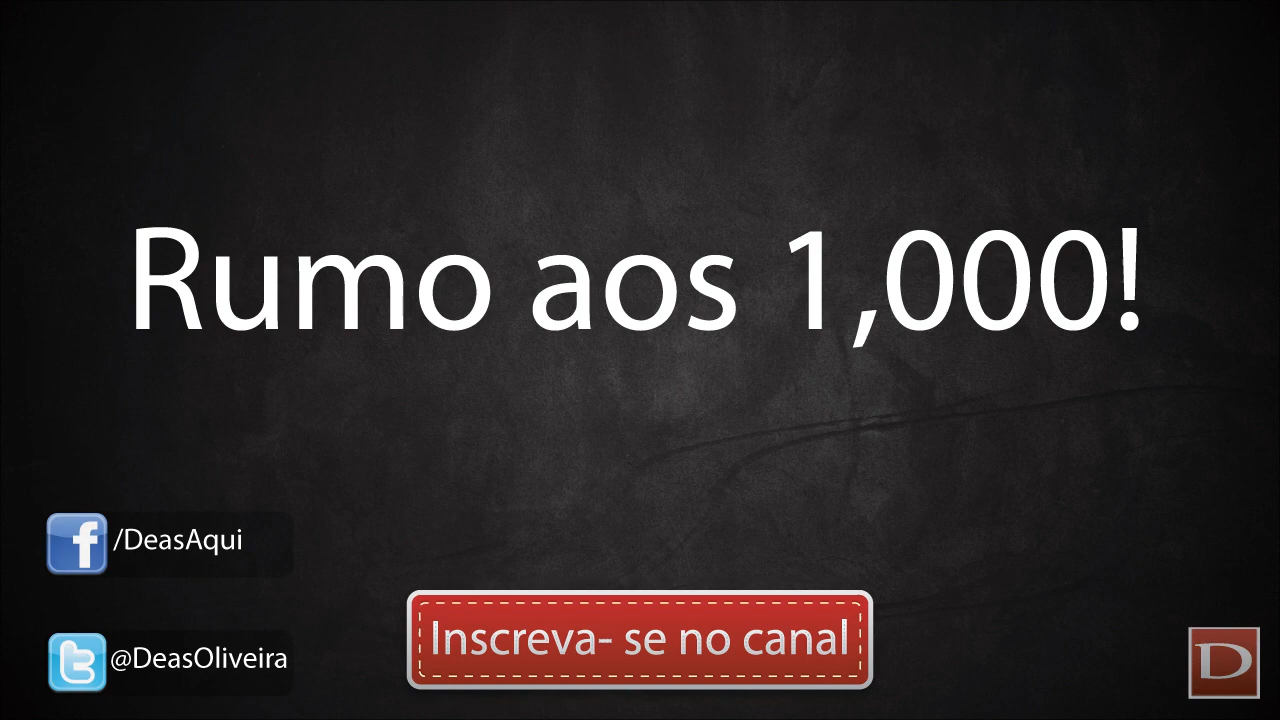 Rumo aos 1,000!
f /DeasAqui
t @DeasOliveira
Inscreva- se no canal
D